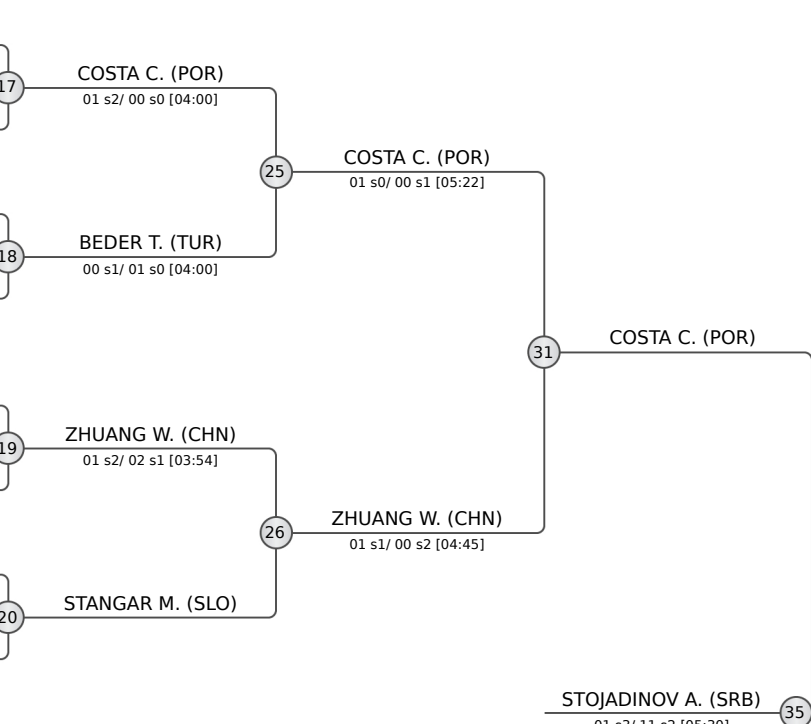 COSTA C. (POR)
17
01 s2/ 00 s0 [04:00]
COSTA C. (POR)
25
01 s0/ 00 s1 [05:22]
BEDER T. (TUR)
18
00 s1/ 01 s0 [04:00]
COSTA C. (POR)
31
ZHUANG W. (CHN)
19
01 s2/ 02 s1 [03:54]
ZHUANG W. (CHN)
26
01 s1/ 00 s2 [04:45]
STANGAR M. (SLO)
20
STOJADINOV A. (SRB)
35